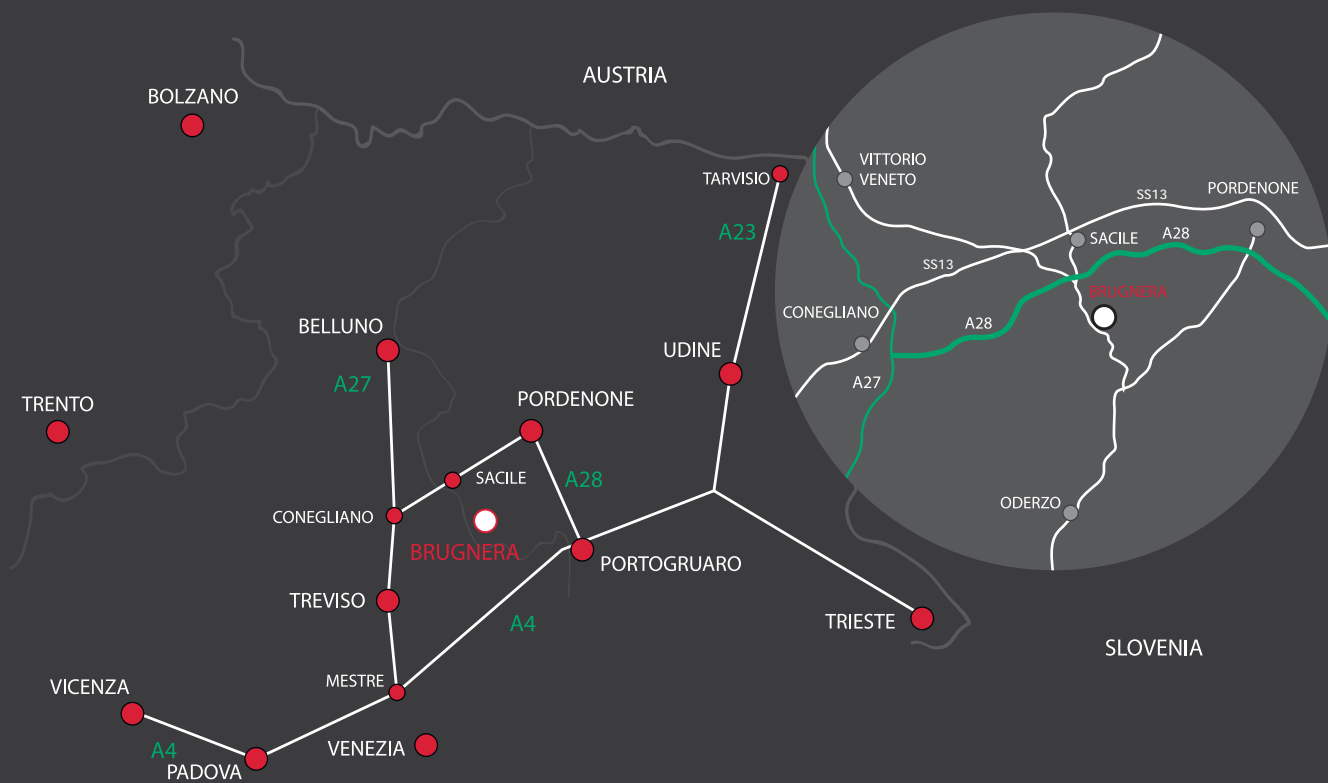 AUSTRIA
BOLZANO
TARVISIO
A23
BELLUNO
A27
UDINE
TRENTO
PORDENONE
SACILE
A28
CONEGLIANO
BRUGNERA
PORTOGRUARO
TREVISO
A4
TRIESTE
SLOVENIA
MESTRE
VICENZA
A4
PADOVA
VENEZIA
VITTORIO
VENETO
SS13
PORDENONE
SACILE
A28
SS13
BRUGNERA
CONEGLIANO
A28
A27
ODERZO